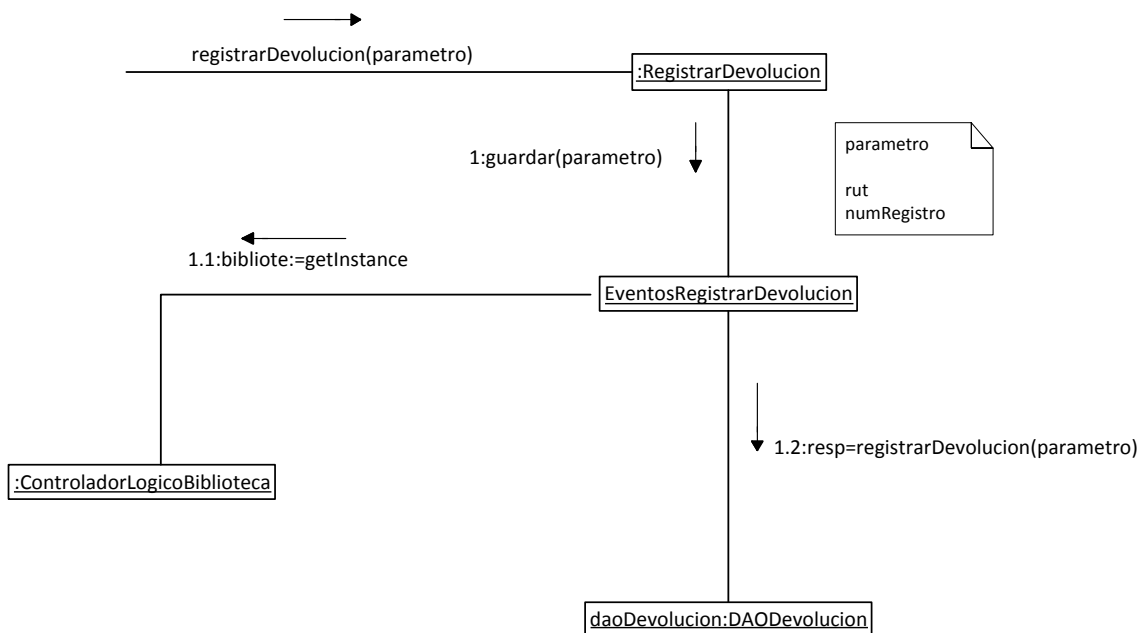 registrarDevolucion(parametro)
:RegistrarDevolucion
1:guardar(parametro)
parametro
rut
numRegistro
1.1:bibliote:=getInstance
EventosRegistrarDevolucion
1.2:resp=registrarDevolucion(parametro)
:ControladorLogicoBiblioteca
daoDevolucion:DAODevolucion